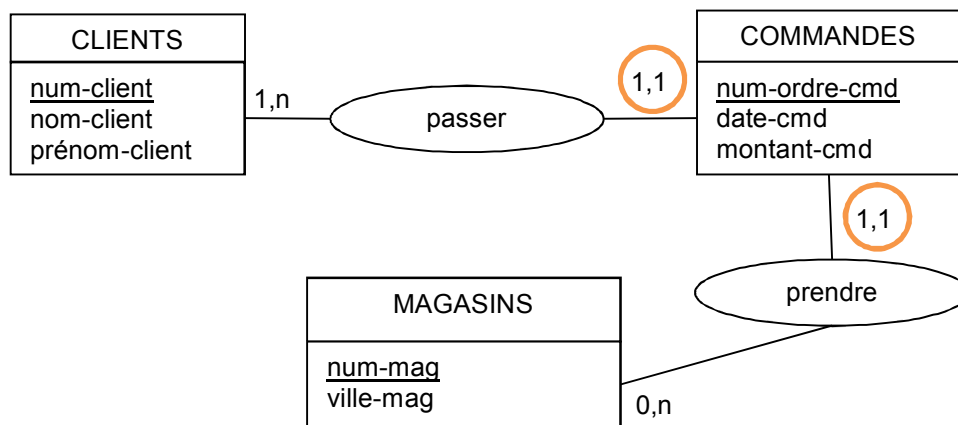 CLIENTS
num-client
nom-client
prénom-client
1,n
passer
1,1
COMMANDES
num-ordre-cmd
date-cmd
montant-cmd
1,1
prendre
MAGASINS
num-mag
ville-mag
0,n